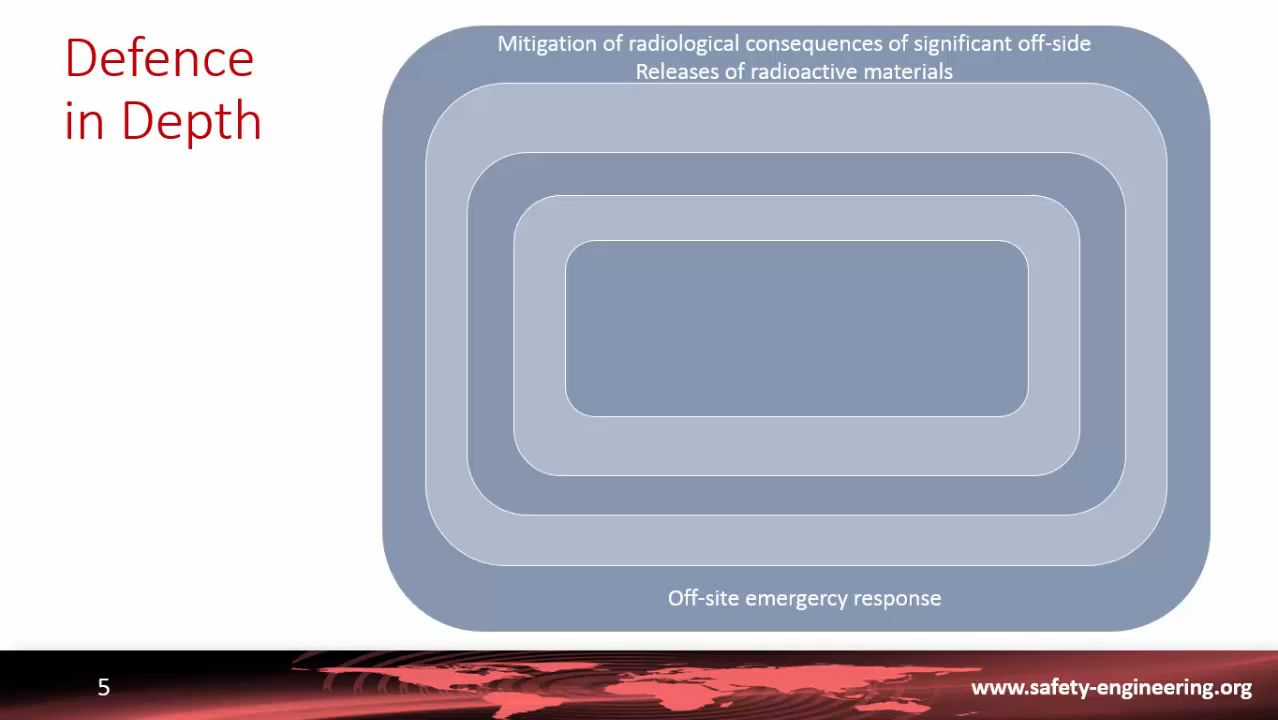 Defence
in Depth
Mitigation of radiological consequences of significant off-side
Releases of radioactive materials
Off-site emergercy response
5
www.safety-engineering.org